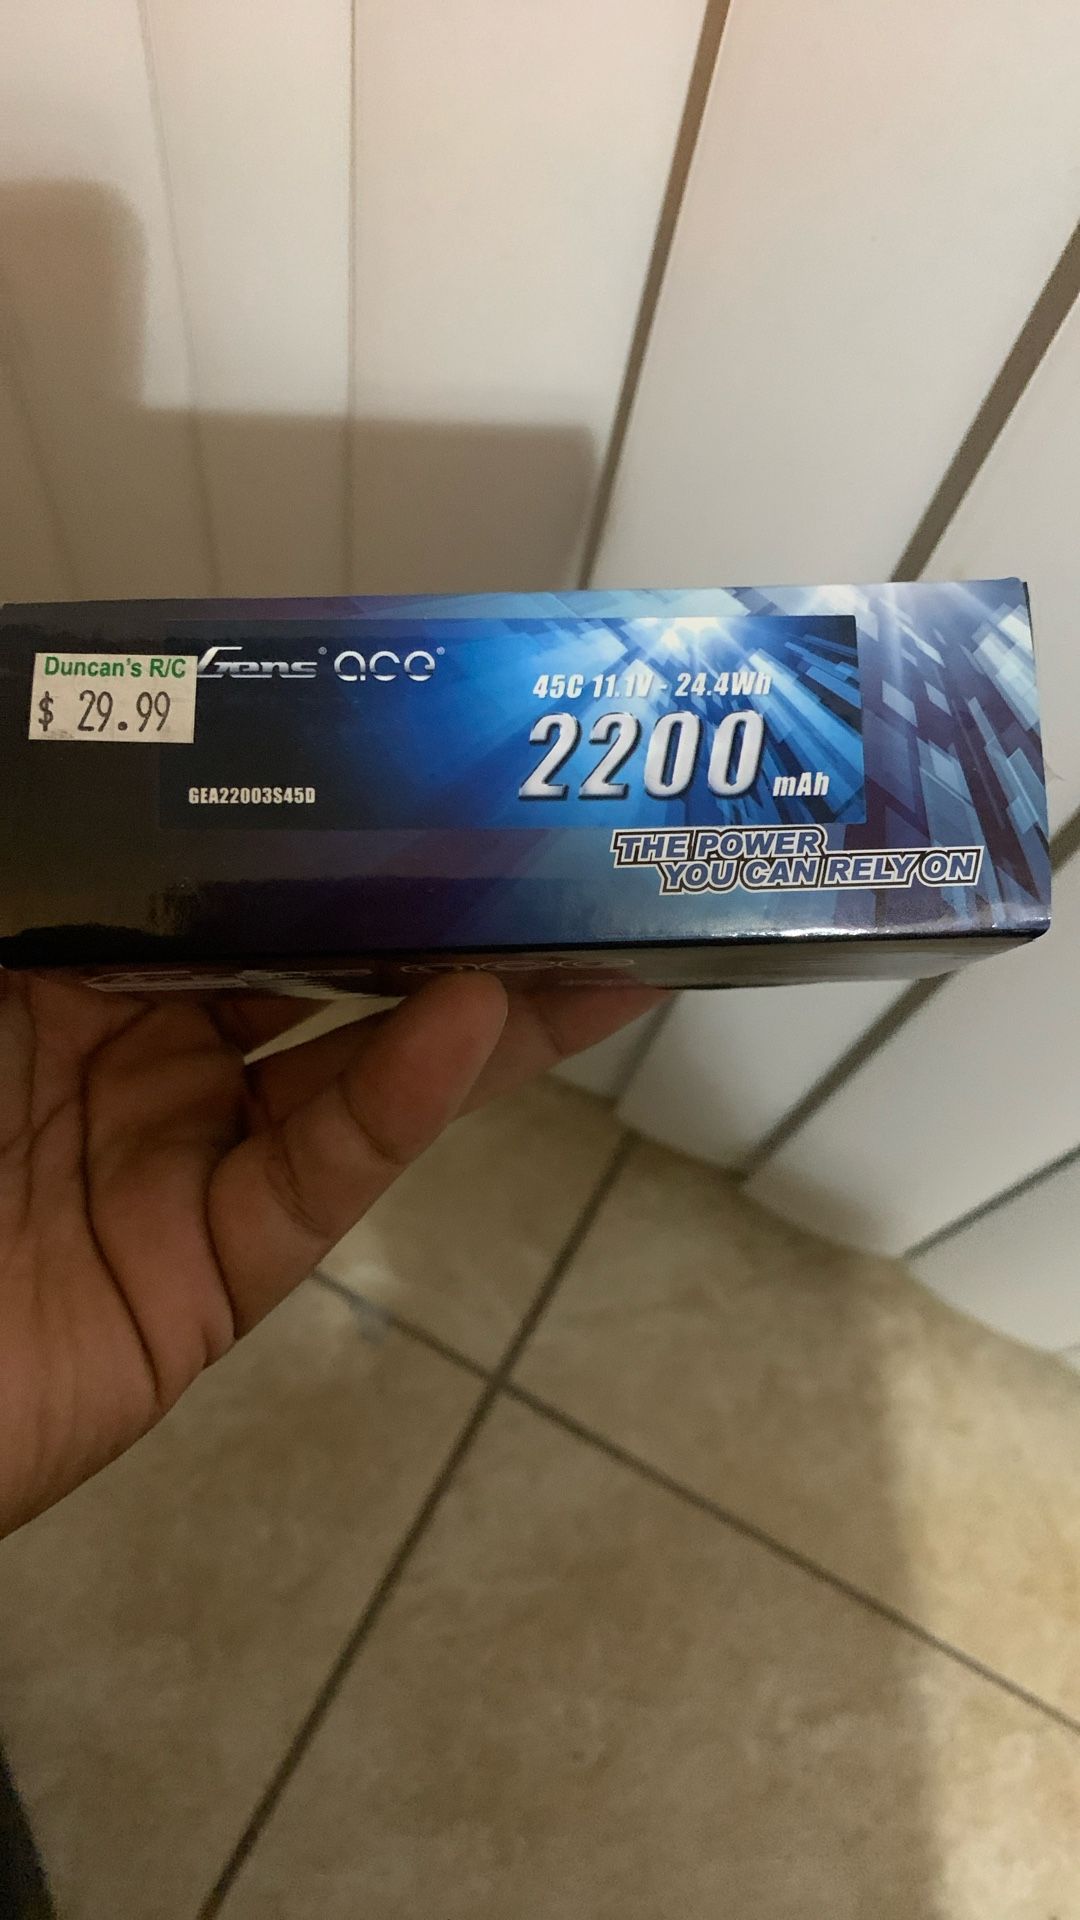 Duncan's R/C
$ 29.99
Gens® ace®
45C 11.1V - 24.4Wh
2200 mAh
GEA22003S45D
THE POWER
YOU CAN RELY ON